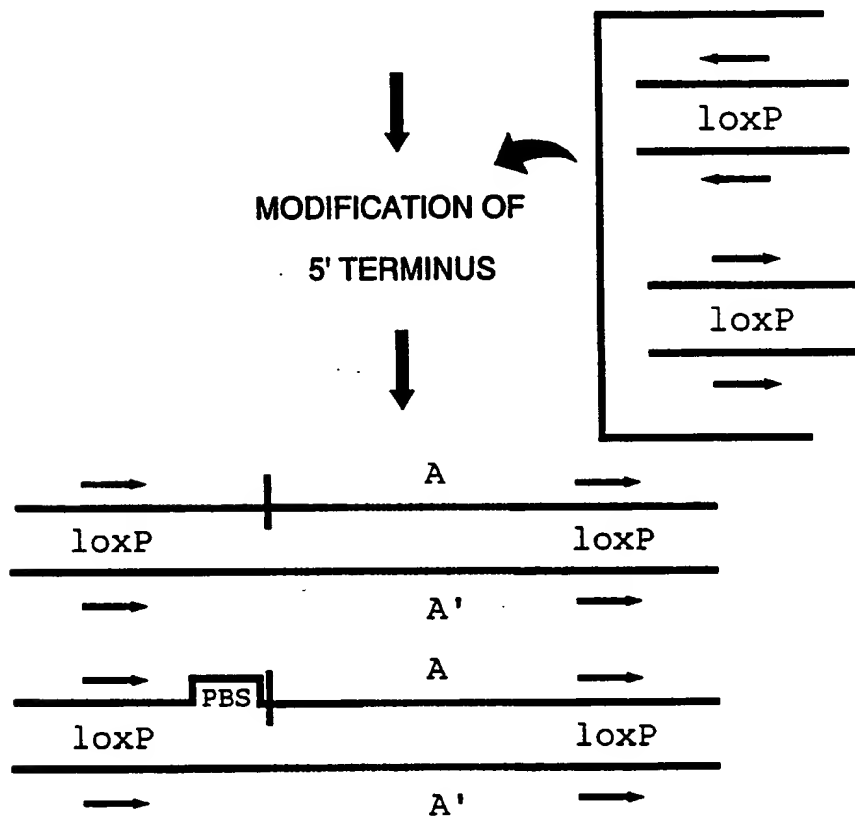 loxP
MODIFICATION OF
5' TERMINUS
loxP
A
loxP loxP
A'
A
PBS
loxP loxP
A'